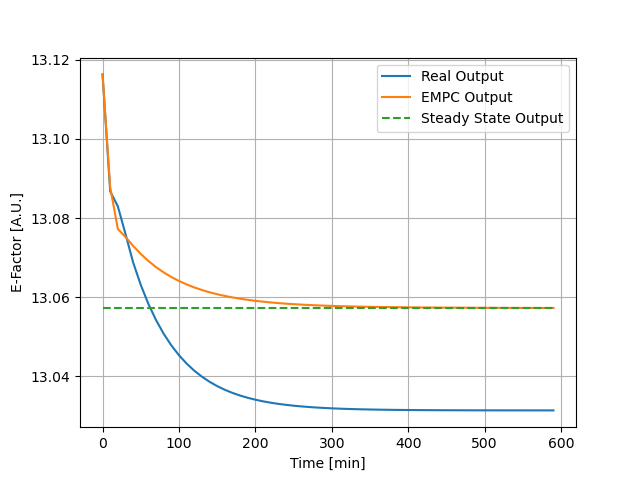 13.12
13.10
13.08
13.06
13.04
E-Factor [A.U.]
Real Output
EMPC Output
Steady State Output
0
100
200
300
400
500
600
Time [min]